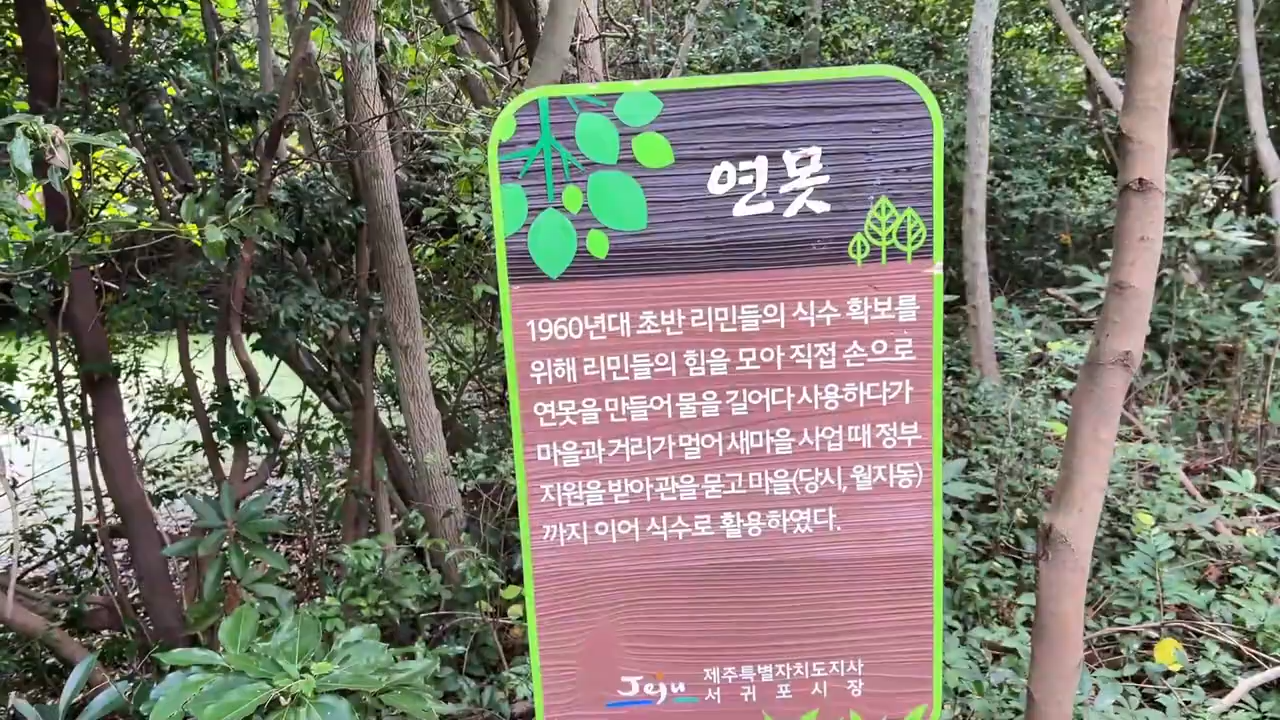 연못
1960년대 초반 리민들의 식수 확보를
위해 리민들의 힘을 모아 직접 손으로
연못을 만들어 물을 길어다 사용하다가
마을과 거리가 멀어 새마을 사업 때 정부
지원을 받아 관을 묻고 마을(당시, 월지동)
까지 이어 식수로 활용하였다.
Jeju 제주특별자치도지사
서귀포시장